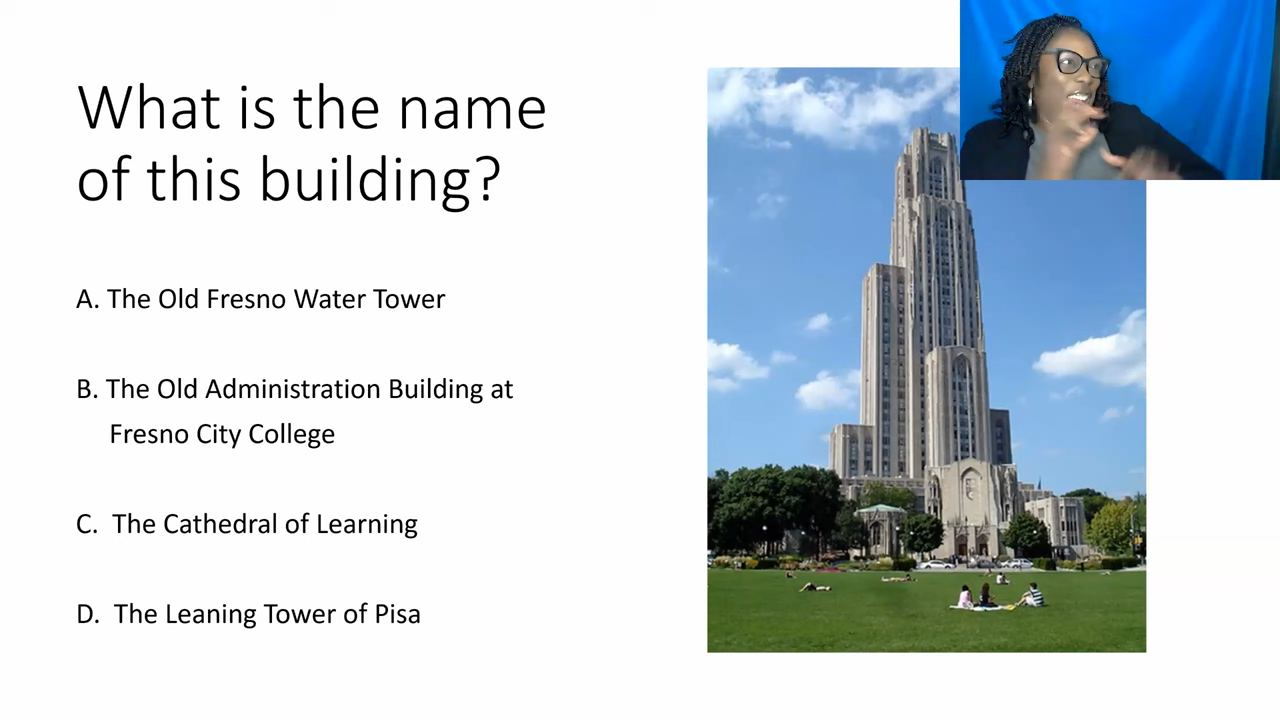 What is the name
of this building?
A. The Old Fresno Water Tower
B. The Old Administration Building at
Fresno City College
C. The Cathedral of Learning
D. The Leaning Tower of Pisa